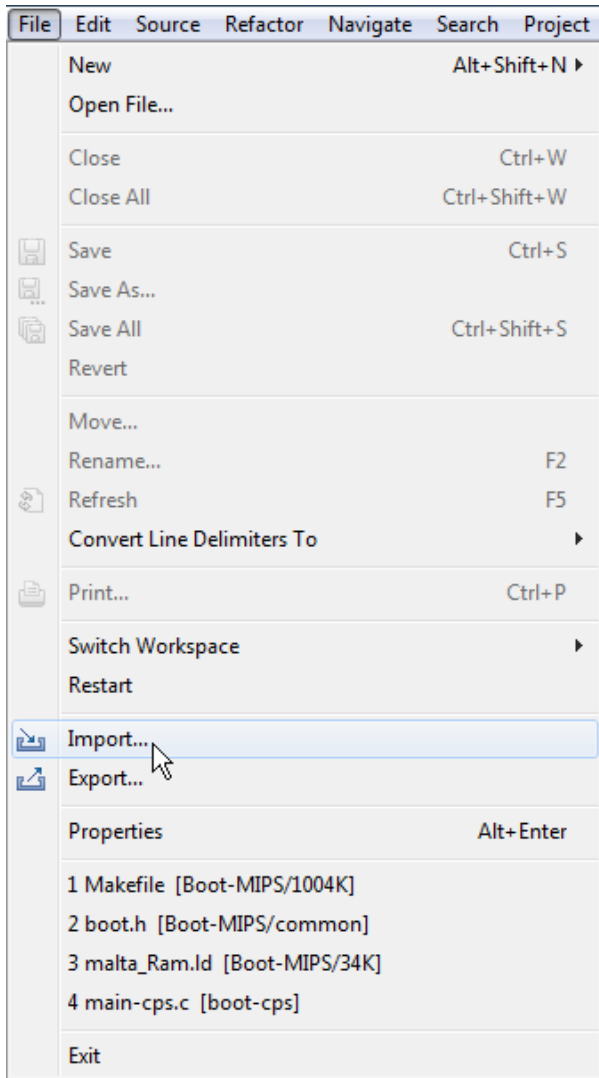 File Edit Source Refactor Navigate Search Project
New Alt+Shift+N
Open File...
Close Ctrl+W
Close All Ctrl+Shift+W
Save Ctrl+S
Save As...
Save All Ctrl+Shift+S
Revert
Move...
Rename... F2
Refresh F5
Convert Line Delimiters To
Print... Ctrl+P
Switch Workspace
Restart
Import...
Export...
Properties Alt+Enter
1 Makefile [Boot-MIPS/1004K]
2 boot.h [Boot-MIPS/common]
3 malta_Ram.ld [Boot-MIPS/34K]
4 main-cps.c [boot-cps]
Exit